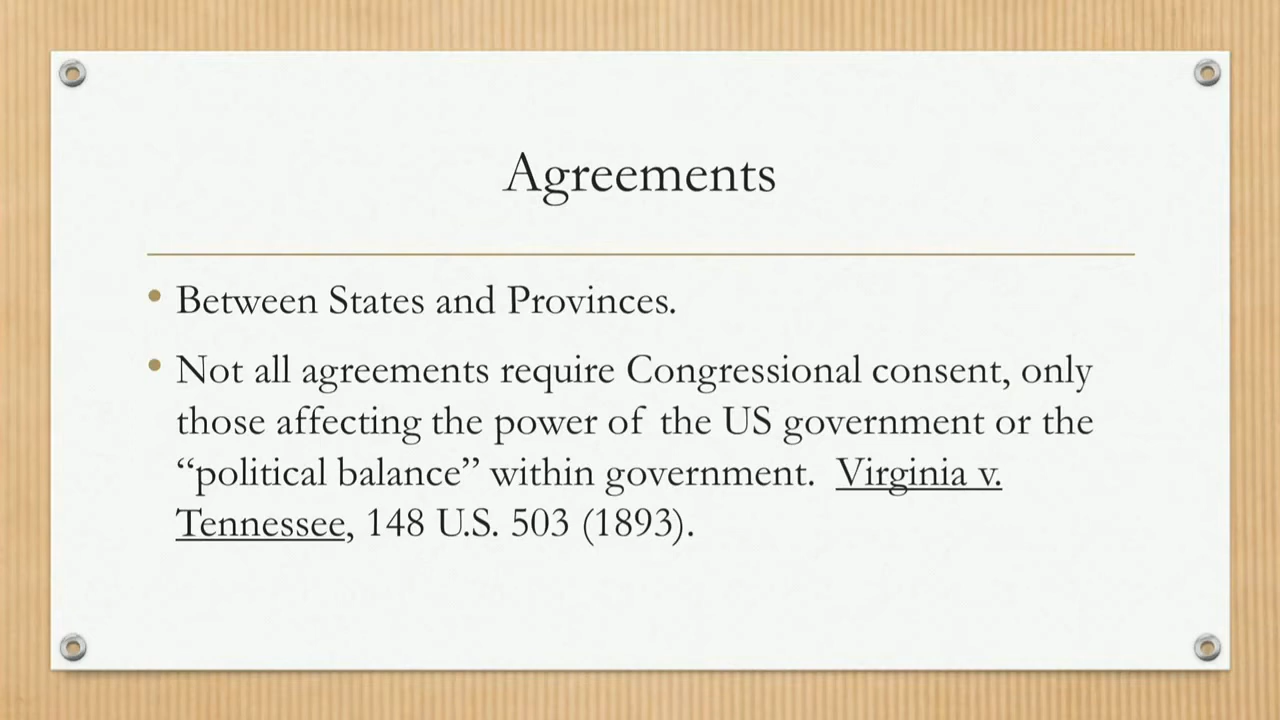 Agreements
• Between States and Provinces.
• Not all agreements require Congressional consent, only
those affecting the power of the US government or the
“political balance” within government. Virginia v.
Tennessee, 148 U.S. 503 (1893).